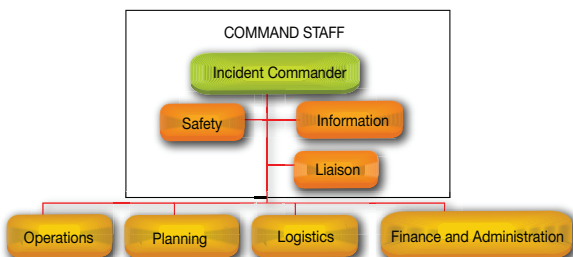 COMMAND STAFF
Incident Commander
Safety
Information
Liaison
Operations
Planning
Logistics
Finance and Administration